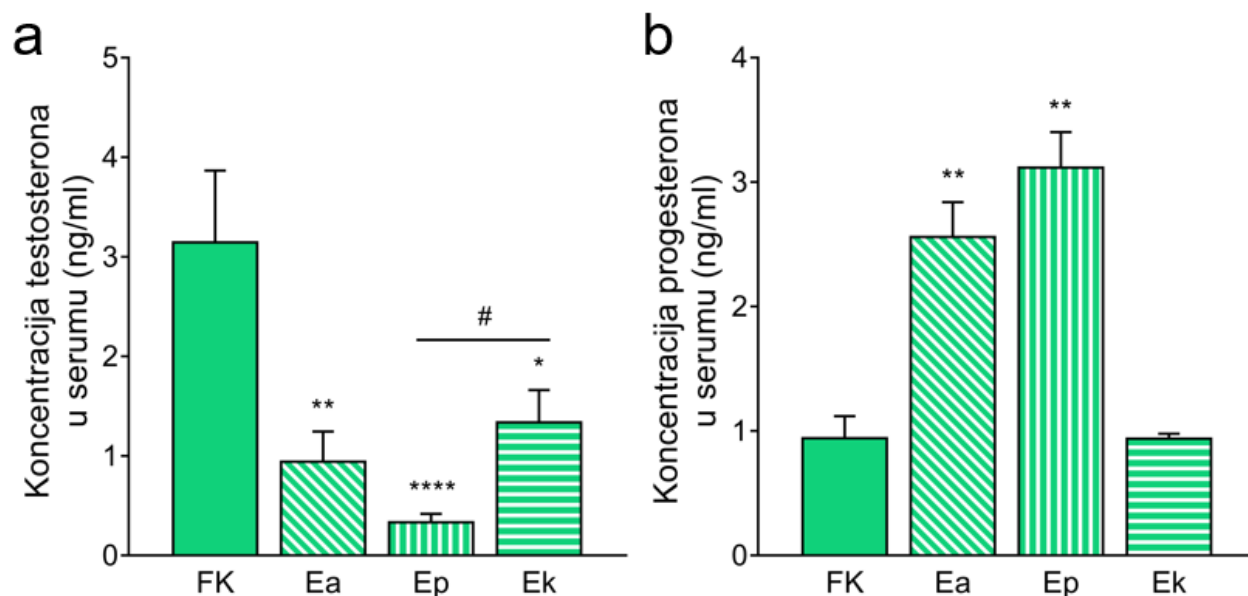 a
Koncentracija testosterona
u serumu (ng/ml)
5
4
3
2
1
0
**
****
#
*
FK Ea Ep Ek
b
Koncentracija progesterona
u serumu (ng/ml)
4
3
2
1
0
**
**
FK Ea Ep Ek